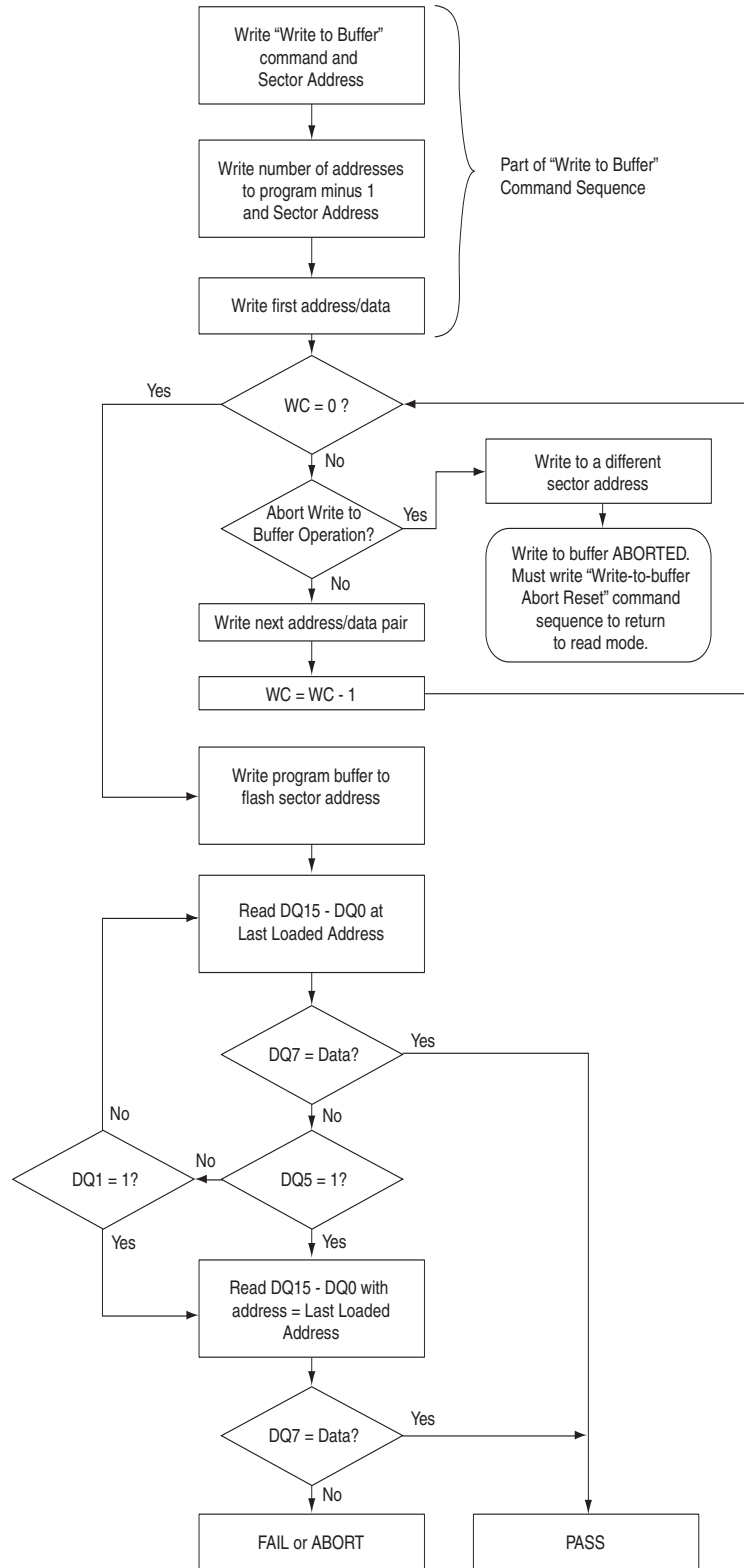 Write “Write to Buffer”
command and
Sector Address
Write number of addresses
to program minus 1
and Sector Address
Part of “Write to Buffer”
Command Sequence
Write first address/data
Yes
WC = 0 ?
No
Write to a different
sector address
Abort Write to
Buffer Operation?
Yes
No
Write to buffer ABORTED.
Must write “Write-to-buffer
Abort Reset” command
sequence to return
to read mode.
Write next address/data pair
WC = WC - 1
Write program buffer to
flash sector address
Read DQ15 - DQ0 at
Last Loaded Address
DQ7 = Data?
Yes
No
No
DQ1 = 1?
No
DQ5 = 1?
Yes
Yes
Read DQ15 - DQ0 with
address = Last Loaded
Address
DQ7 = Data?
Yes
No
FAIL or ABORT
PASS